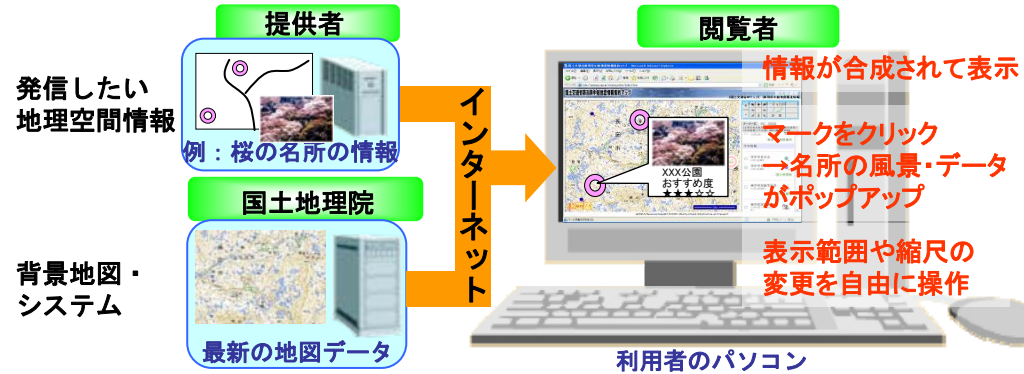 提供者
発信したい
地理空間情報
例：桜の名所の情報
国土地理院
背景地図・
システム
最新の地図データ
インターネット
閲覧者
XXX公園
おすすめ度
★★★☆☆
情報が合成されて表示
マークをクリック
→名所の風景・データ
がポップアップ
表示範囲や縮尺の
変更を自由に操作
利用者のパソコン